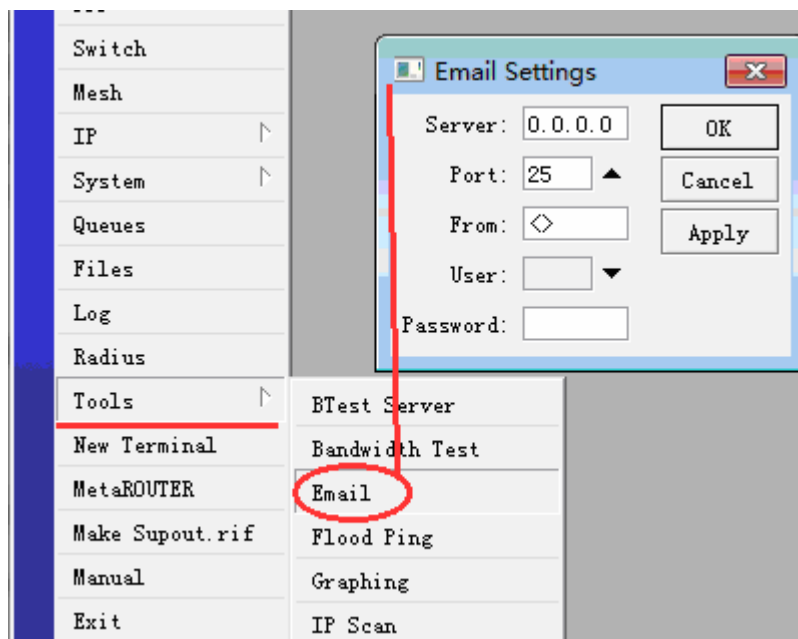 Switch
Mesh
IP
System
Queues
Files
Log
Radius
Tools
New Terminal
MetaROUTER
Make Supout.rif
Manual
Exit
BTest Server
Bandwidth Test
Email
Flood Ping
Graphing
IP Scan
Email Settings
Server: 0.0.0.0
OK
Port: 25
Cancel
From: <>
Apply
User:
Password: